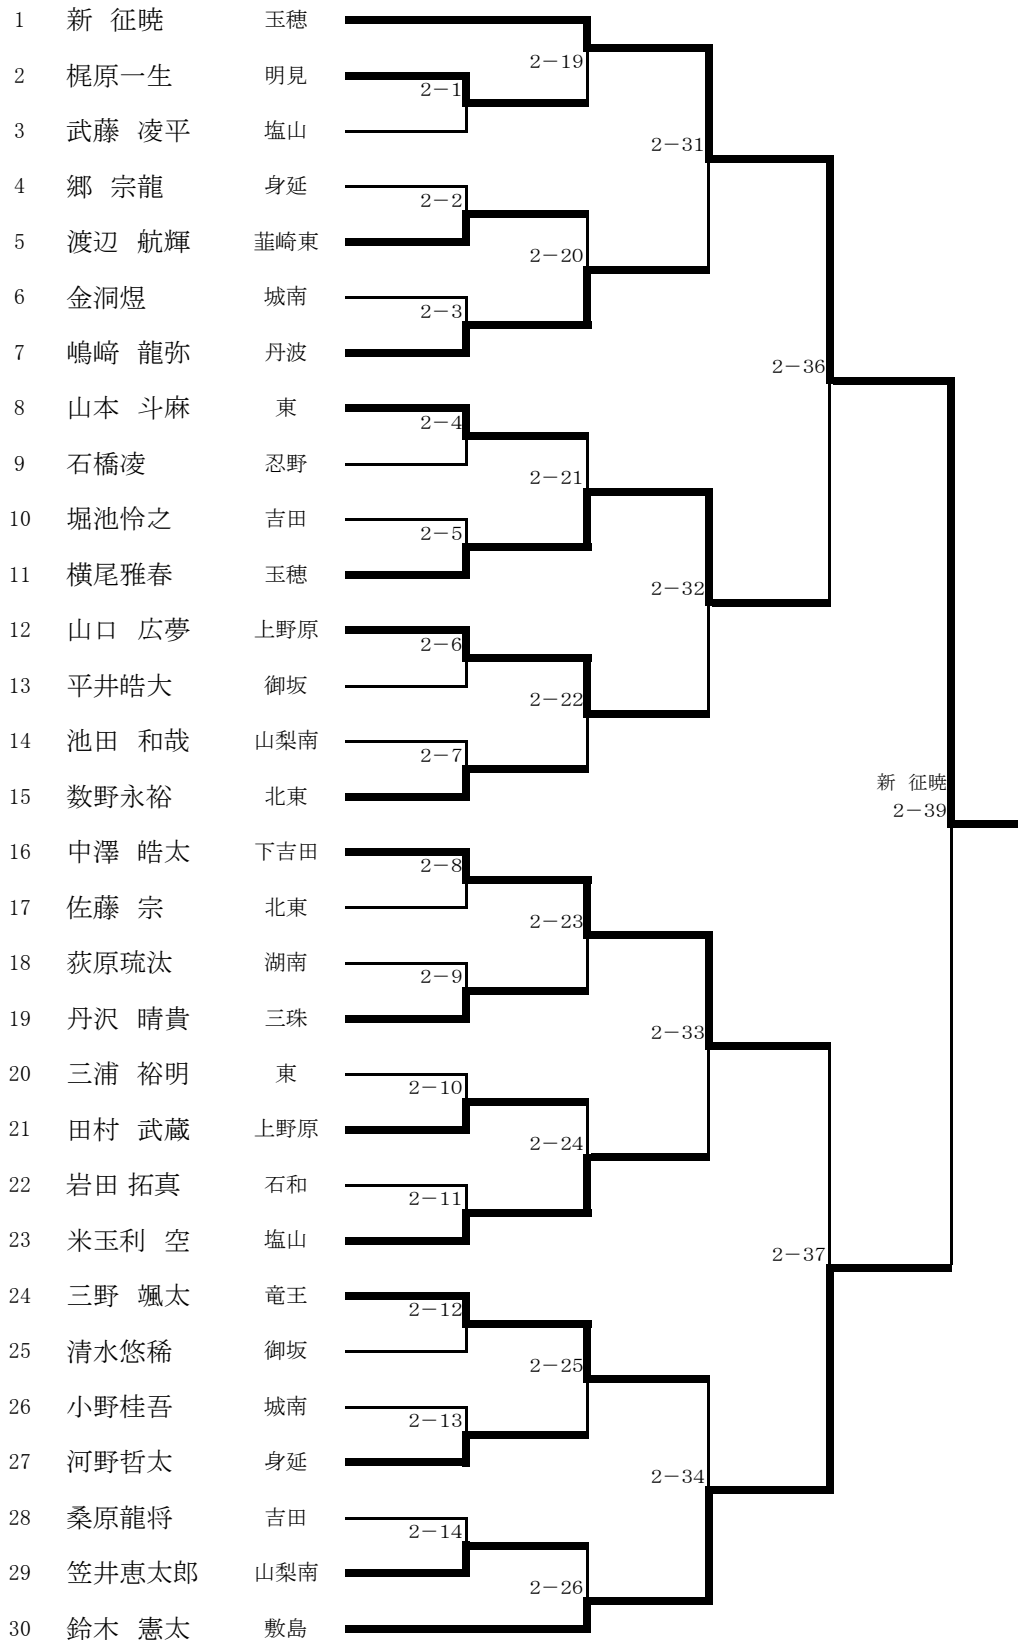 1 新 征暁 玉穂
2－19
2 梶原一生 明見
2－1
3 武藤 凌平 塩山
2－31
4 郷 宗龍 身延
2－2
5 渡辺 航輝 韮崎東
2－20
6 金洞煜 城南
2－3
7 嶋﨑 龍弥 丹波
2－36
8 山本 斗麻 東
2－4
9 石橋凌 忍野
2－21
10 堀池怜之 吉田
2－5
11 横尾雅春 玉穂
2－32
12 山口 広夢 上野原
2－6
13 平井皓大 御坂
2－22
14 池田 和哉 山梨南
2－7
15 数野永裕 北東
新 征暁
2－39
16 中澤 皓太 下吉田
2－8
17 佐藤 宗 北東
2－23
18 荻原琉汰 湖南
2－9
19 丹沢 晴貴 三珠
2－33
20 三浦 裕明 東
2－10
21 田村 武蔵 上野原
2－24
22 岩田 拓真 石和
2－11
23 米玉利 空 塩山
2－37
24 三野 颯太 竜王
2－12
25 清水悠稀 御坂
2－25
26 小野桂吾 城南
2－13
27 河野哲太 身延
2－34
28 桑原龍将 吉田
2－14
29 笠井恵太郎 山梨南
2－26
30 鈴木 憲太 敷島